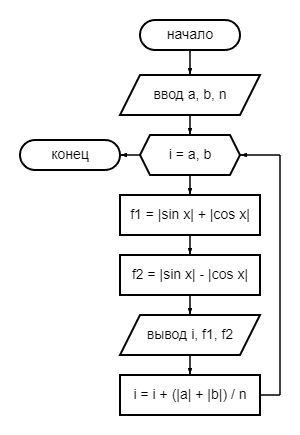 начало
ввод a, b, n
конец
i = a, b
f1 = |sin x| + |cos x|
f2 = |sin x| - |cos x|
вывод i, f1, f2
i = i + (|a| + |b|) / n